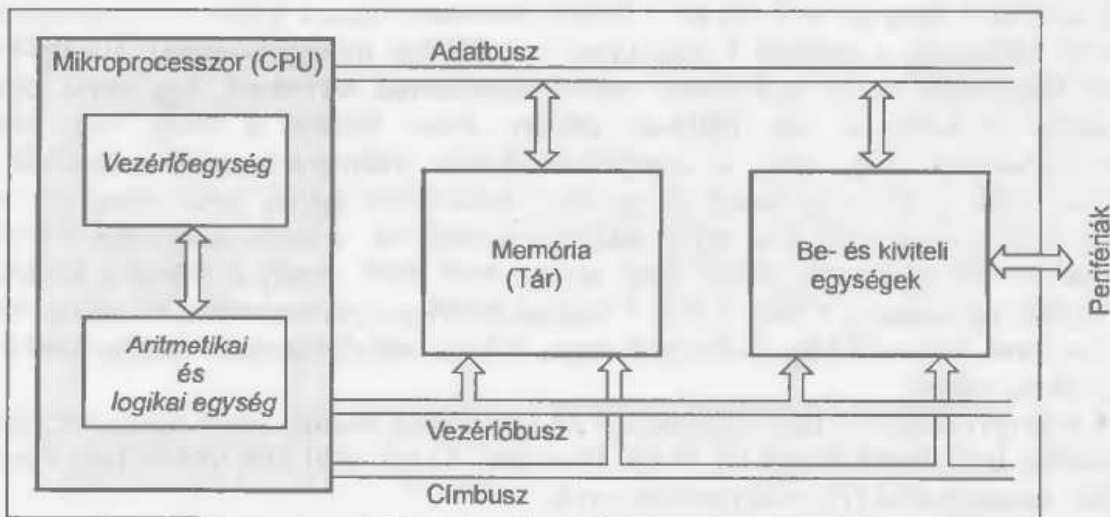 Mikroprocesszor (CPU)
Adatbusz
Vezérlőegység
Memória
(Tár)
Be- és kiviteli
egységek
Perifériák
Aritmetikai
és
logikai egység
Vezérlőbusz
Címbusz